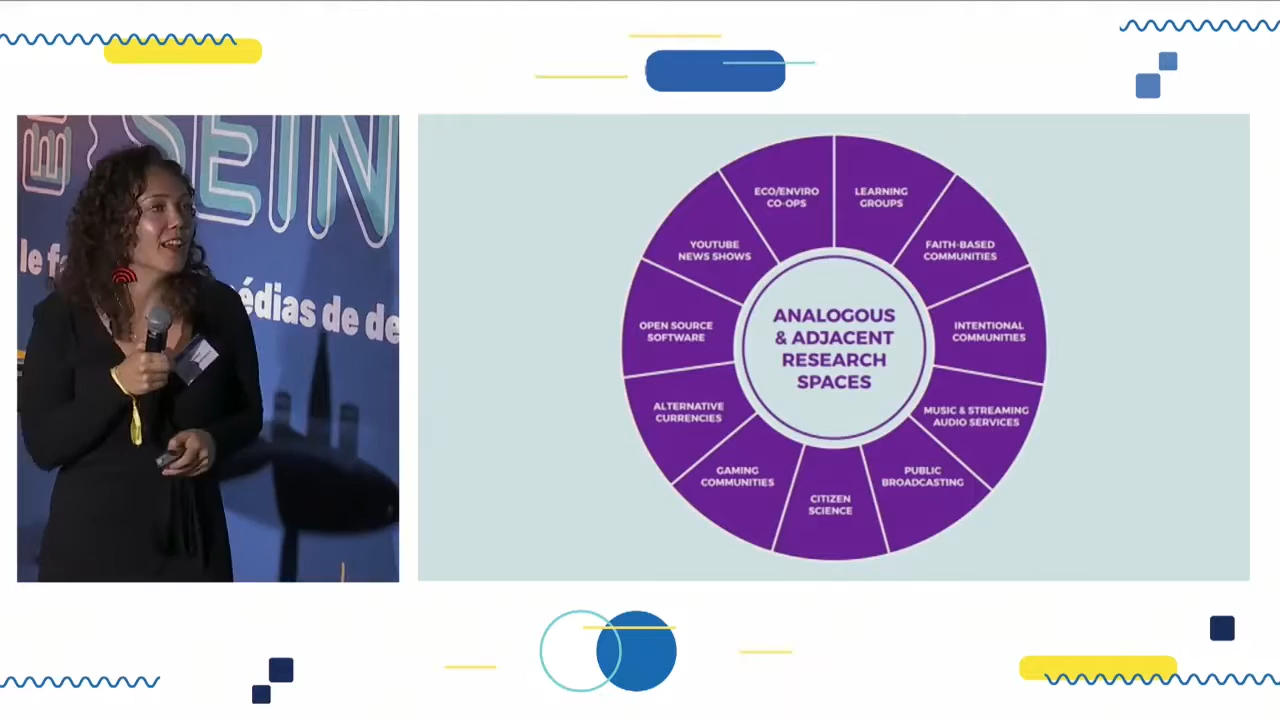 SEIN
le f
édias de de
ECO/ENVIRO
CO-OPS
LEARNING
GROUPS
YOUTUBE
NEWS SHOWS
FAITH-BASED
COMMUNITIES
OPEN SOURCE
SOFTWARE
ANALOGOUS
& ADJACENT
RESEARCH
SPACES
INTENTIONAL
COMMUNITIES
ALTERNATIVE
CURRENCIES
MUSIC & STREAMING
AUDIO SERVICES
GAMING
COMMUNITIES
PUBLIC
BROADCASTING
CITIZEN
SCIENCE